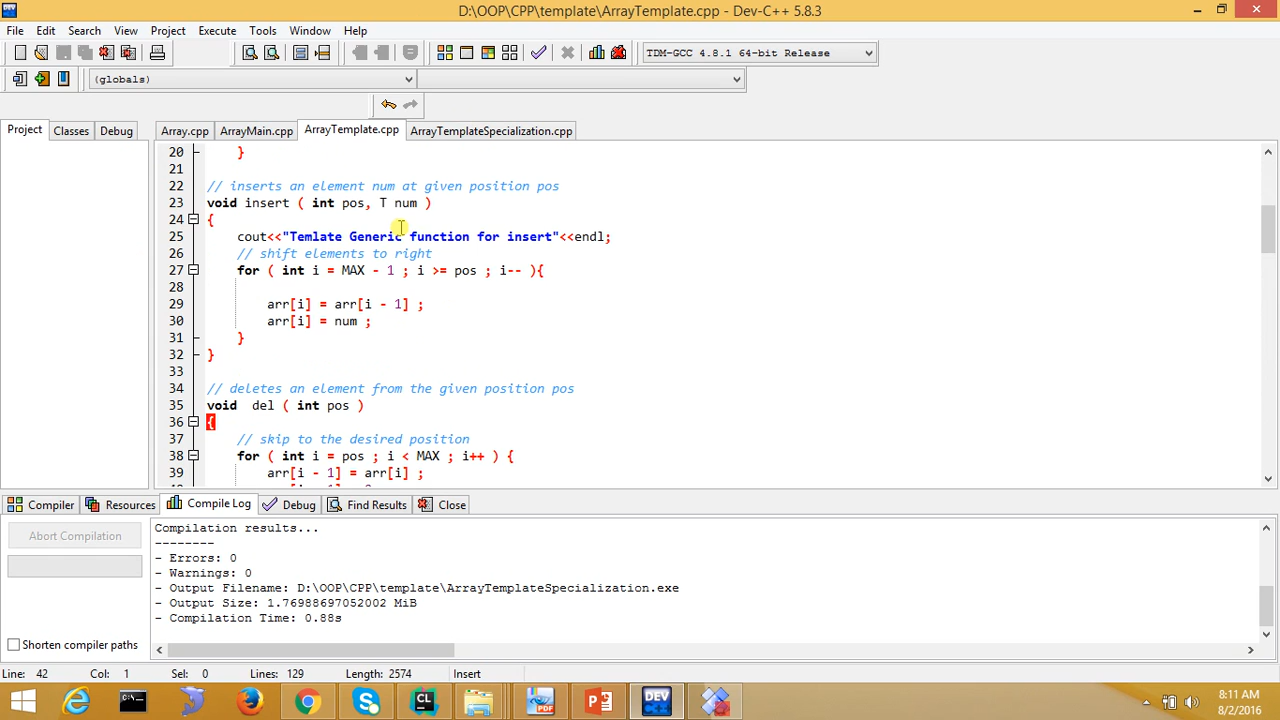 D:\OOP\CPP\template\ArrayTemplate.cpp - Dev-C++ 5.8.3
File Edit Search View Project Execute Tools Window Help
TDM-GCC 4.8.1 64-bit Release
(globals)
Project Classes Debug
Array.cpp ArrayMain.cpp ArrayTemplate.cpp ArrayTemplateSpecialization.cpp
20 }
21
22 // inserts an element num at given position pos
23 void insert ( int pos, T num )
24 {
25 cout<<"Temlate Generic function for insert"<<endl;
26 // shift elements to right
27 for ( int i = MAX - 1 ; i >= pos ; i-- ){
28
29 arr[i] = arr[i - 1] ;
30 arr[i] = num ;
31 }
32 }
33
34 // deletes an element from the given position pos
35 void del ( int pos )
36 {
37 // skip to the desired position
38 for ( int i = pos ; i < MAX ; i++ ) {
39 arr[i - 1] = arr[i] ;
Compiler Resources Compile Log Debug Find Results Close
Abort Compilation
Shorten compiler paths
Compilation results...
--------
- Errors: 0
- Warnings: 0
- Output Filename: D:\OOP\CPP\template\ArrayTemplateSpecialization.exe
- Output Size: 1.76988697052002 MiB
- Compilation Time: 0.88s
Line: 42 Col: 1 Sel: 0 Lines: 129 Length: 2574 Insert
8:11 AM
8/2/2016